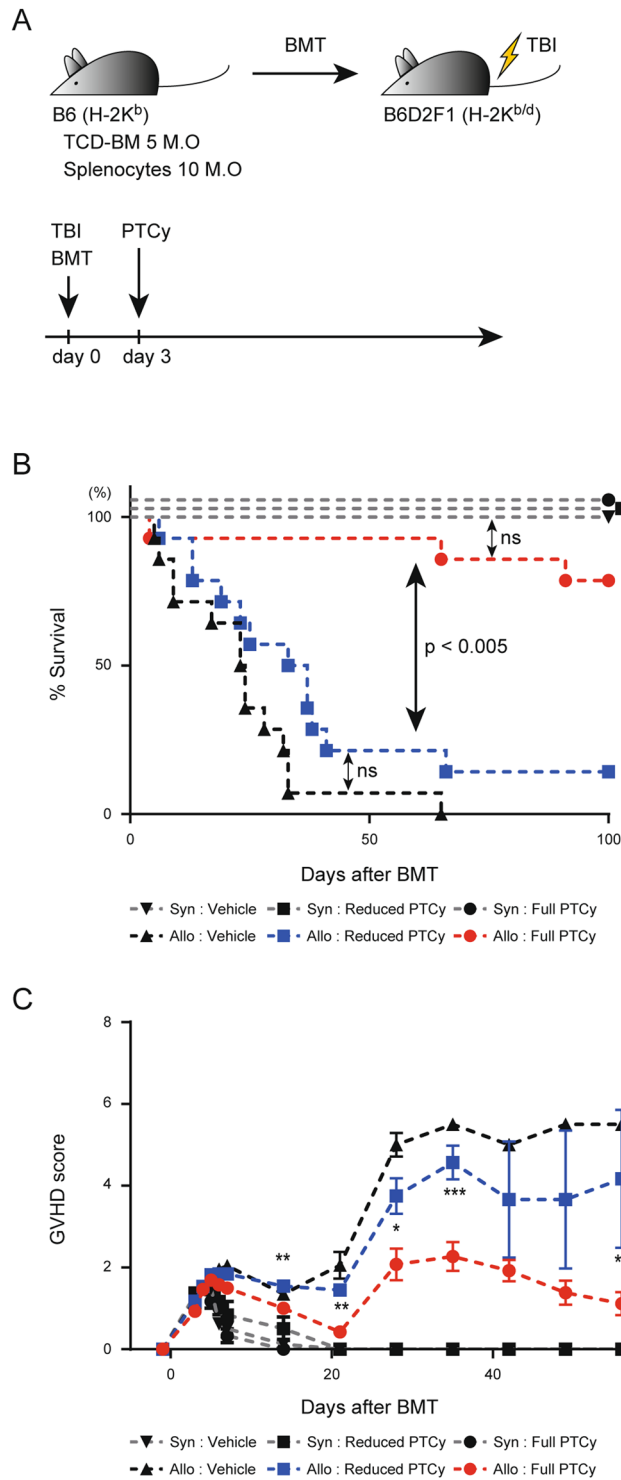 A
BMT
TBI
B6 (H-2Kᵇ)
B6D2F1 (H-2Kᵇ/ᵈ)
TCD-BM 5 M.O
Splenocytes 10 M.O
TBI
BMT
PTCy
day 0
day 3
B
(%)
100
50
0
% Survival
ns
p < 0.005
ns
0
50
100
Days after BMT
Syn : Vehicle
Syn : Reduced PTCy
Syn : Full PTCy
Allo : Vehicle
Allo : Reduced PTCy
Allo : Full PTCy
C
8
6
4
2
0
GVHD score
**
**
*
***
*
0
20
40
Days after BMT
Syn : Vehicle
Syn : Reduced PTCy
Syn : Full PTCy
Allo : Vehicle
Allo : Reduced PTCy
Allo : Full PTCy